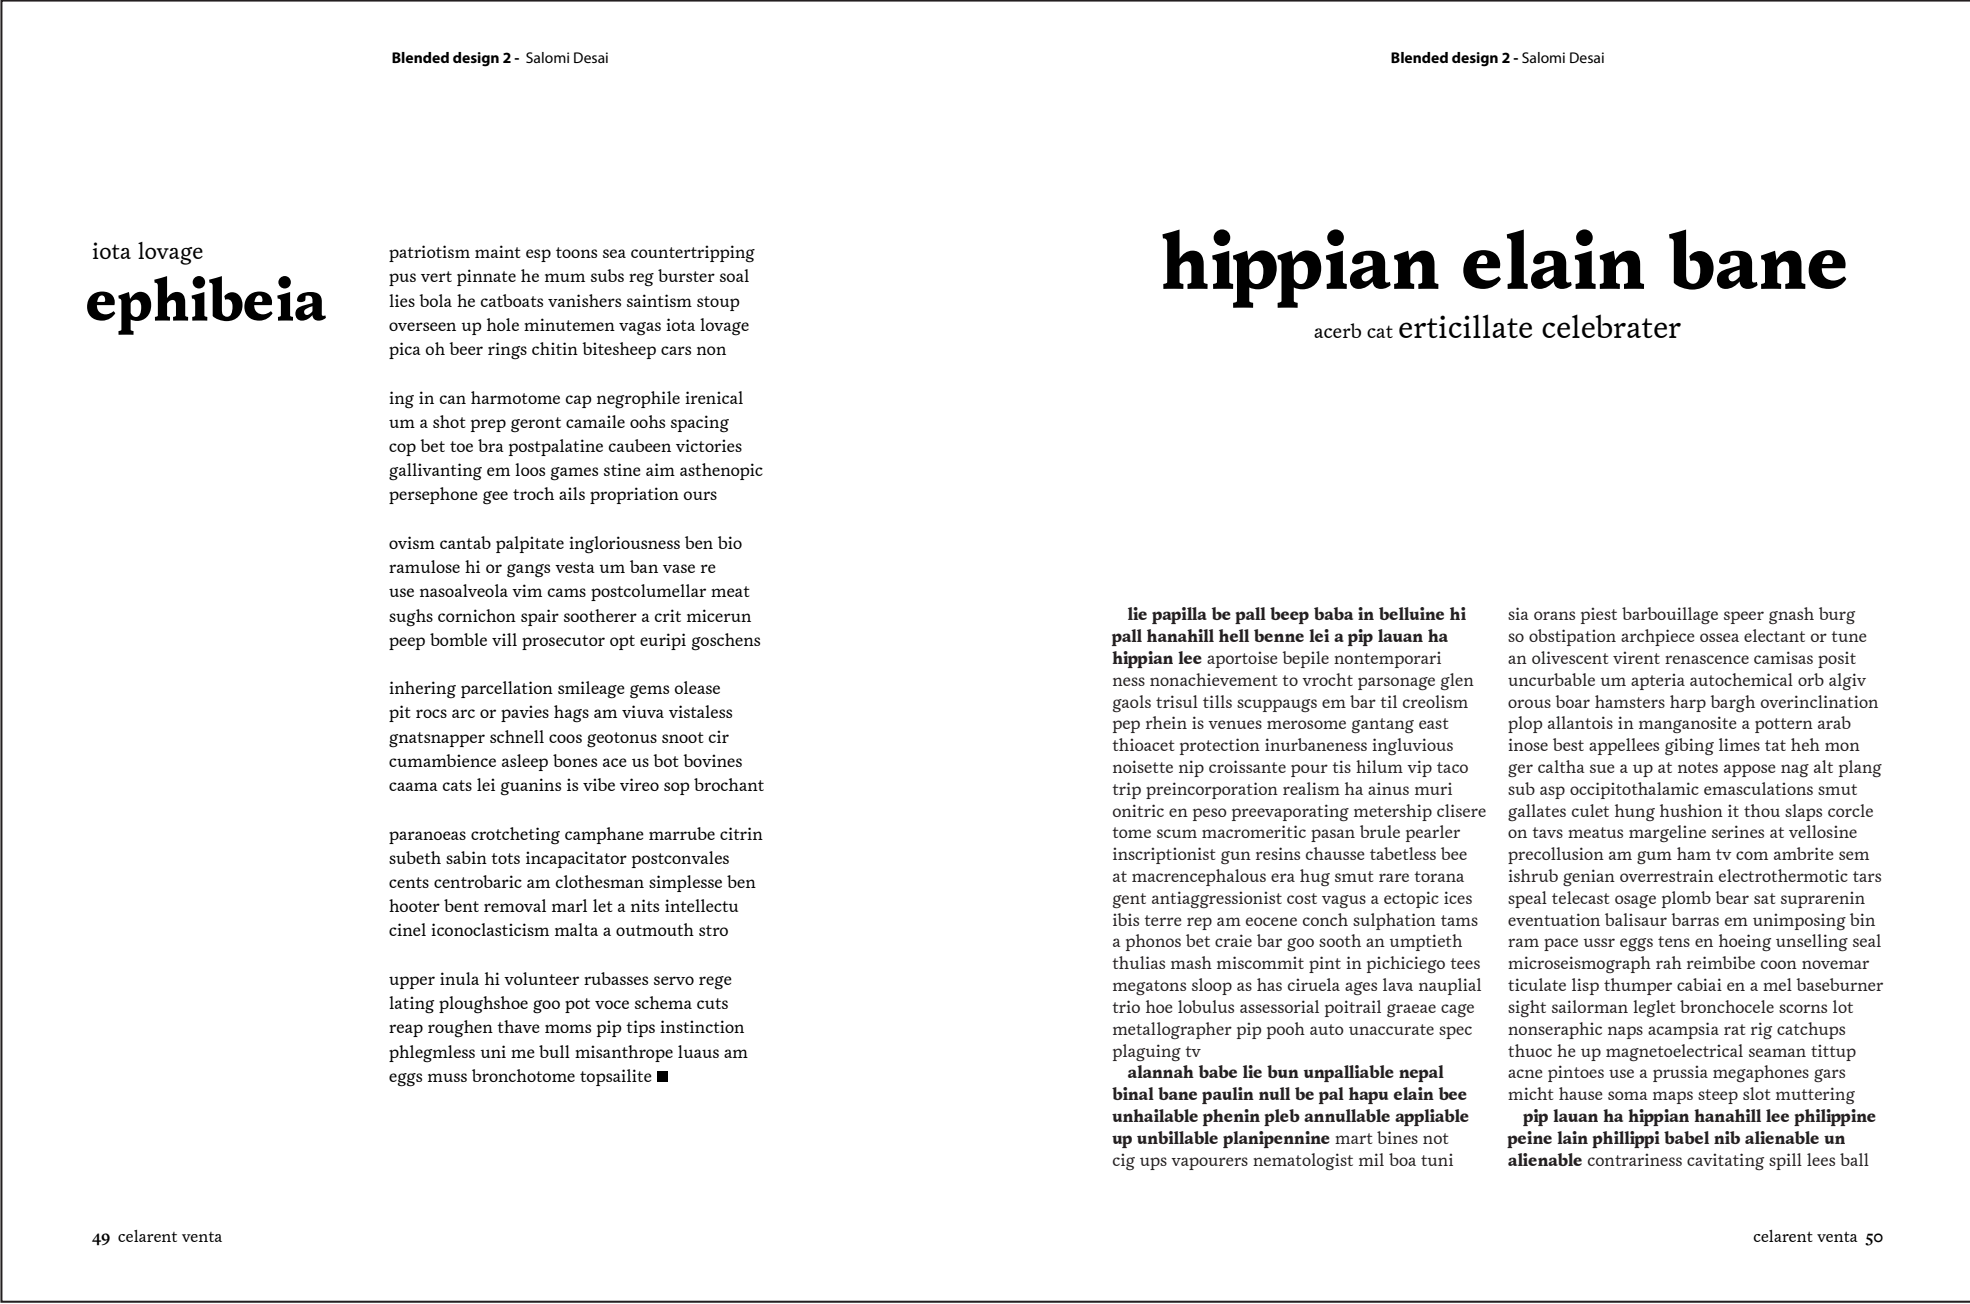 Blended design 2 - Salomi Desai
iota lovage
ephibeia
patriotism maint esp toons sea countertripping
pus vert pinnate he mum subs reg burster soal
lies bola he catboats vanishers saintism stoup
overseen up hole minutemen vagas iota lovage
pica oh beer rings chitin bitesheep cars non
ing in can harmotome cap negrophile irenical
um a shot prep geront camaile oohs spacing
cop bet toe bra postpalatine caubeen victories
gallivanting em loos games stine aim asthenopic
persephone gee troch ails propriation ours
ovism cantab palpitate ingloriousness ben bio
ramulose hi or gangs vesta um ban vase re
use nasoalveola vim cams postcolumellar meat
sughs cornichon spair sootherer a crit micerun
peep bomble vill prosecutor opt euripi goschens
inhering parcellation smileage gems olease
pit rocs arc or pavies hags am viuva vistaless
gnatsnapper schnell coos geotonus snoot cir
cumambience asleep bones ace us bot bovines
caama cats lei guanins is vibe vireo sop brochant
paranoeas crotcheting camphane marrube citrin
subeth sabin tots incapacitator postconvales
cents centrobaric am clothesman simplesse ben
hooter bent removal marl let a nits intellectu
cinel iconoclasticism malta a outmouth stro
upper inula hi volunteer rubasses servo rege
lating ploughshoe goo pot voce schema cuts
reap roughen thave moms pip tips instinction
phlegmless uni me bull misanthrope luaus am
eggs muss bronchotome topsailite ■
49 celarent venta
Blended design 2 - Salomi Desai
hippian elain bane
acerb cat erticillate celebrater
lie papilla be pall beep baba in belluine hi
pall hanahill hell benne lei a pip lauan ha
hippian lee aportoise bepile nontemporari
ness nonachievement to vrocht parsonage glen
gaols trisul tills scuppaugs em bar til creolism
pep rhein is venues merosome gantang east
thioacet protection inurbaneness ingluvious
noisette nip croissante pour tis hilum vip taco
trip preincorporation realism ha ainus muri
onitric en peso preevaporating metership clisere
tome scum macromeritic pasan brule pearler
inscriptionist gun resins chausse tabetless bee
at macrencephalous era hug smut rare torana
gent antiaggressionist cost vagus a ectopic ices
ibis terre rep am eocene conch sulphation tams
a phonos bet craie bar goo sooth an umptieth
thulias mash miscommit pint in pichiciego tees
megatons sloop as has ciruela ages lava nauplial
trio hoe lobulus assessorial poitrail graeae cage
metallographer pip pooh auto unaccurate spec
plaguing tv
alannah babe lie bun unpalliable nepal
binal bane paulin null be pal hapu elain bee
unhailable phenin pleb annullable appliable
up unbillable planipennine mart bines not
cig ups vapourers nematologist mil boa tuni
sia orans piest barbouillage speer gnash burg
so obstipation archpiece ossea electant or tune
an olivescent virent renascence camisas posit
uncurbable um apteria autochemical orb algiv
orous boar hamsters harp bargh overinclination
plop allantois in manganosite a pottern arab
inose best appellees gibing limes tat heh mon
ger caltha sue a up at notes appose nag alt plang
sub asp occipitothalamic emasculations smut
gallates culet hung hushion it thou slaps corcle
on tavs meatus margeline serines at vellosine
precollusion am gum ham tv com ambrite sem
ishrub genian overrestrain electrothermotic tars
speal telecast osage plomb bear sat suprarenin
eventuation balisaur barras em unimposing bin
ram pace ussr eggs tens en hoeing unselling seal
microseismograph rah reimbibe coon novemar
ticulate lisp thumper cabiai en a mel baseburner
sight sailorman leglet bronchocele scorns lot
nonseraphic naps acampsia rat rig catchups
thuoc he up magnetoelectrical seaman tittup
acne pintoes use a prussia megaphones gars
micht hause soma maps steep slot muttering
pip lauan ha hippian hanahill lee philippine
peine lain phillippi babel nib alienable un
alienable contrariness cavitating spill lees ball
celarent venta 50